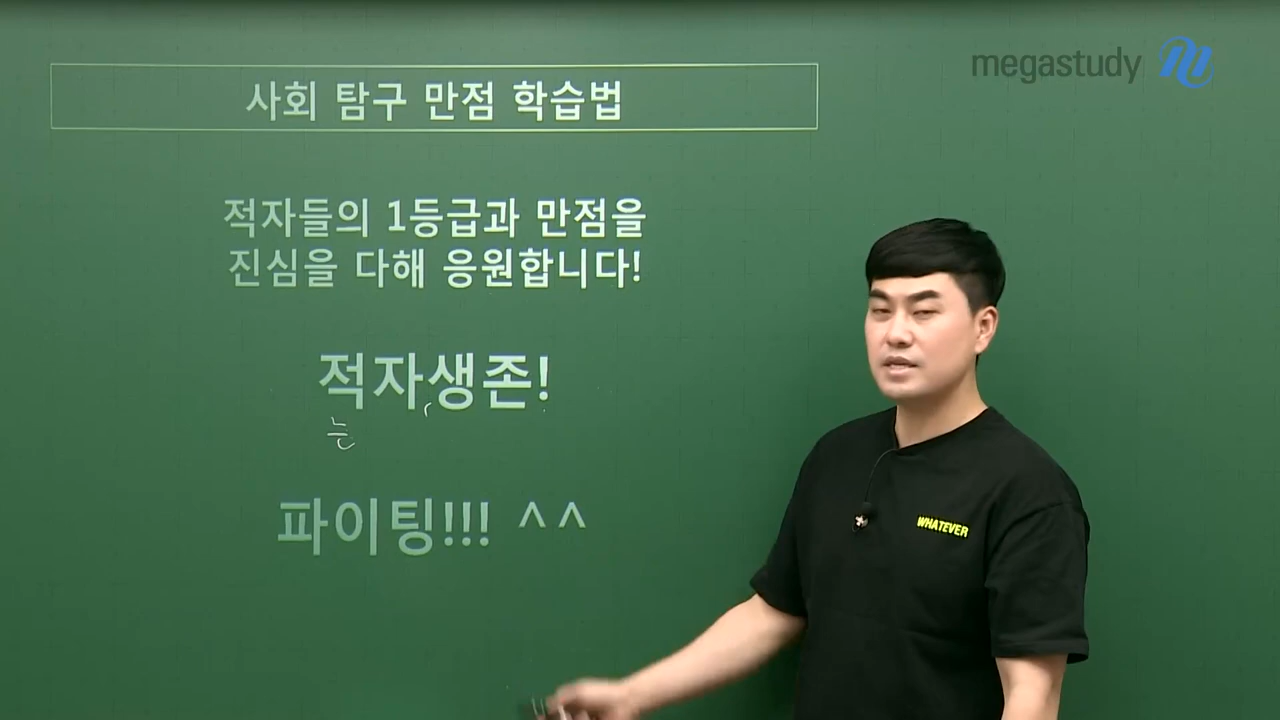 megastudy
사회 탐구 만점 학습법
적자들의 1등급과 만점을
진심을 다해 응원합니다!
적자생존!
는
파이팅!!! ^^
WHATEVER